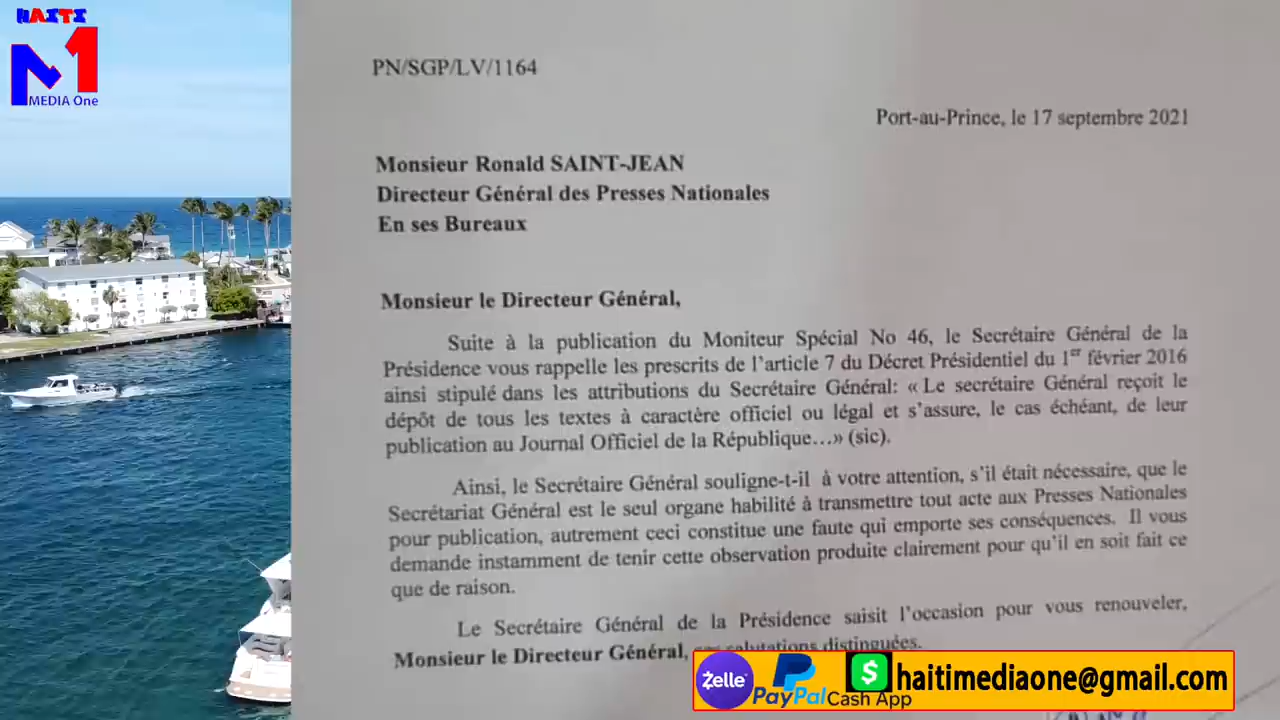 HAITI
M1
MEDIA One
PN/SGP/LV/1164
Port-au-Prince, le 17 septembre 2021
Monsieur Ronald SAINT-JEAN
Directeur Général des Presses Nationales
En ses Bureaux
Monsieur le Directeur Général,
Suite à la publication du Moniteur Spécial No 46, le Secrétaire Général de la
Présidence vous rappelle les prescrits de l'article 7 du Décret Présidentiel du 1er février 2016
ainsi stipulé dans les attributions du Secrétaire Général: « Le secrétaire Général reçoit le
dépôt de tous les textes à caractère officiel ou légal et s'assure, le cas échéant, de leur
publication au Journal Officiel de la République...» (sic).
Ainsi, le Secrétaire Général souligne-t-il à votre attention, s'il était nécessaire, que le
Secrétariat Général est le seul organe habilité à transmettre tout acte aux Presses Nationales
pour publication, autrement ceci constitue une faute qui emporte ses conséquences. Il vous
demande instamment de tenir cette observation produite clairement pour qu'il en soit fait ce
que de raison.
Le Secrétaire Général de la Présidence saisit l'occasion pour vous renouveler,
Monsieur le Directeur Général, salutations distinguées.
Zelle PayPal $ Cash App haitimediaone@gmail.com